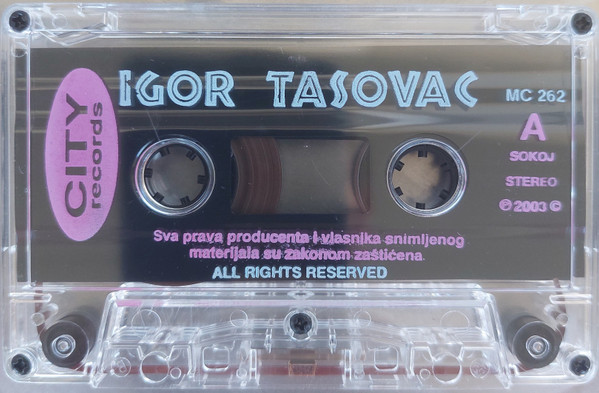 IGOR TASOVAC
CITY
records
MC 262
A
SOKOJ
STEREO
℗ 2003 ©
Sva prava producenta i vlasnika snimljenog
materijala su zakonom zaštićena
ALL RIGHTS RESERVED